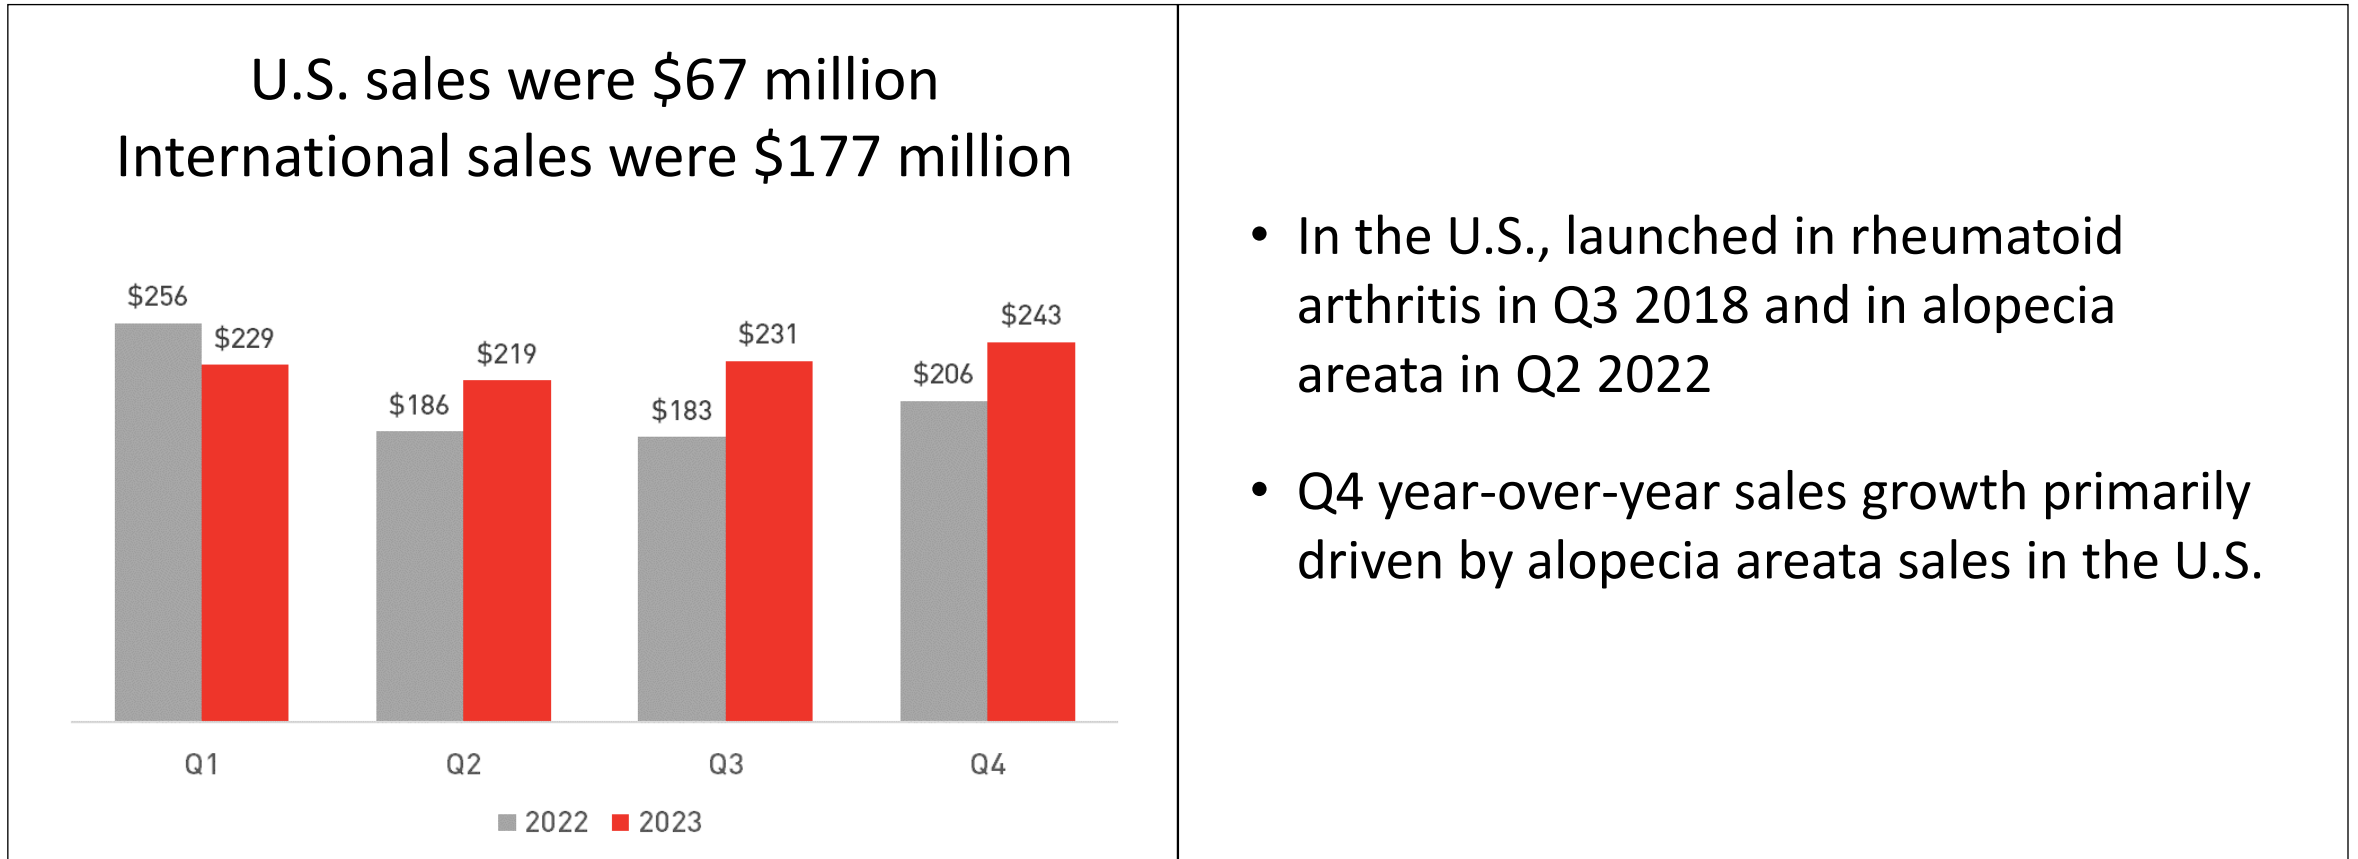 U.S. sales were $67 million
International sales were $177 million
$256
$229
$186
$219
$183
$231
$206
$243
Q1
Q2
Q3
Q4
2022
2023
• In the U.S., launched in rheumatoid
arthritis in Q3 2018 and in alopecia
areata in Q2 2022
• Q4 year-over-year sales growth primarily
driven by alopecia areata sales in the U.S.